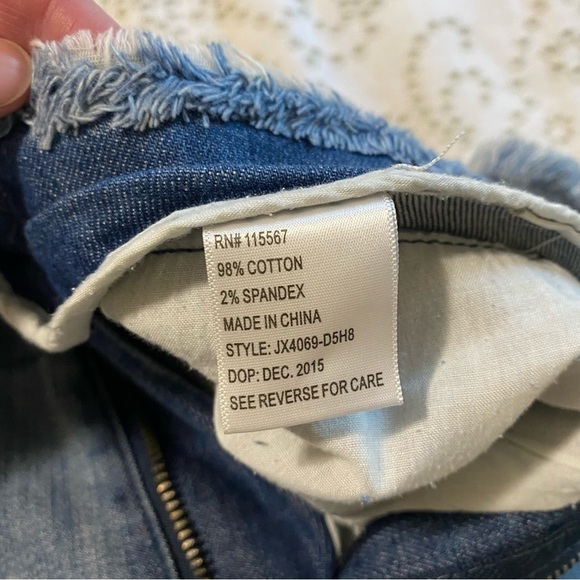 RN# 115567
98% COTTON
2% SPANDEX
MADE IN CHINA
STYLE: JX4069-D5H8
DOP: DEC. 2015
SEE REVERSE FOR CARE